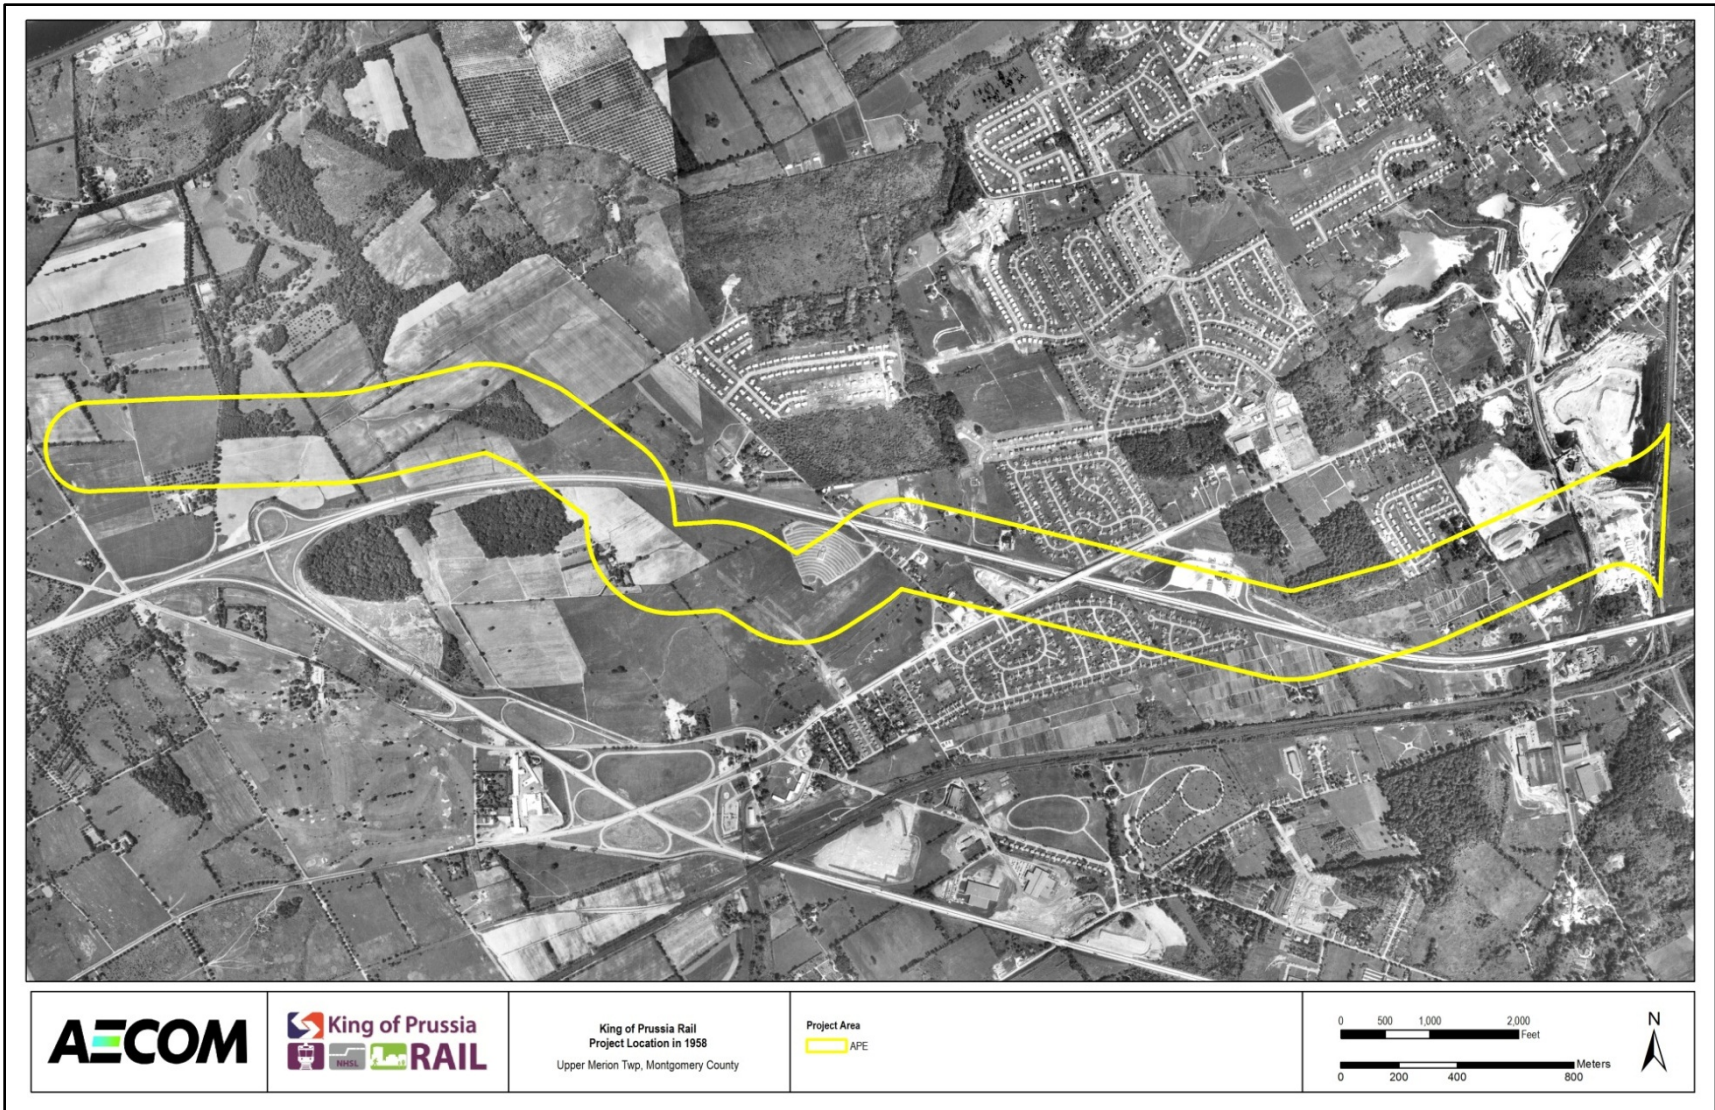 AECOM
King of Prussia
NHSL
RAIL
King of Prussia Rail
Project Location in 1958
Upper Merion Twp, Montgomery County
Project Area
APE
0 500 1,000 2,000
Feet
Meters
0 200 400 800
N